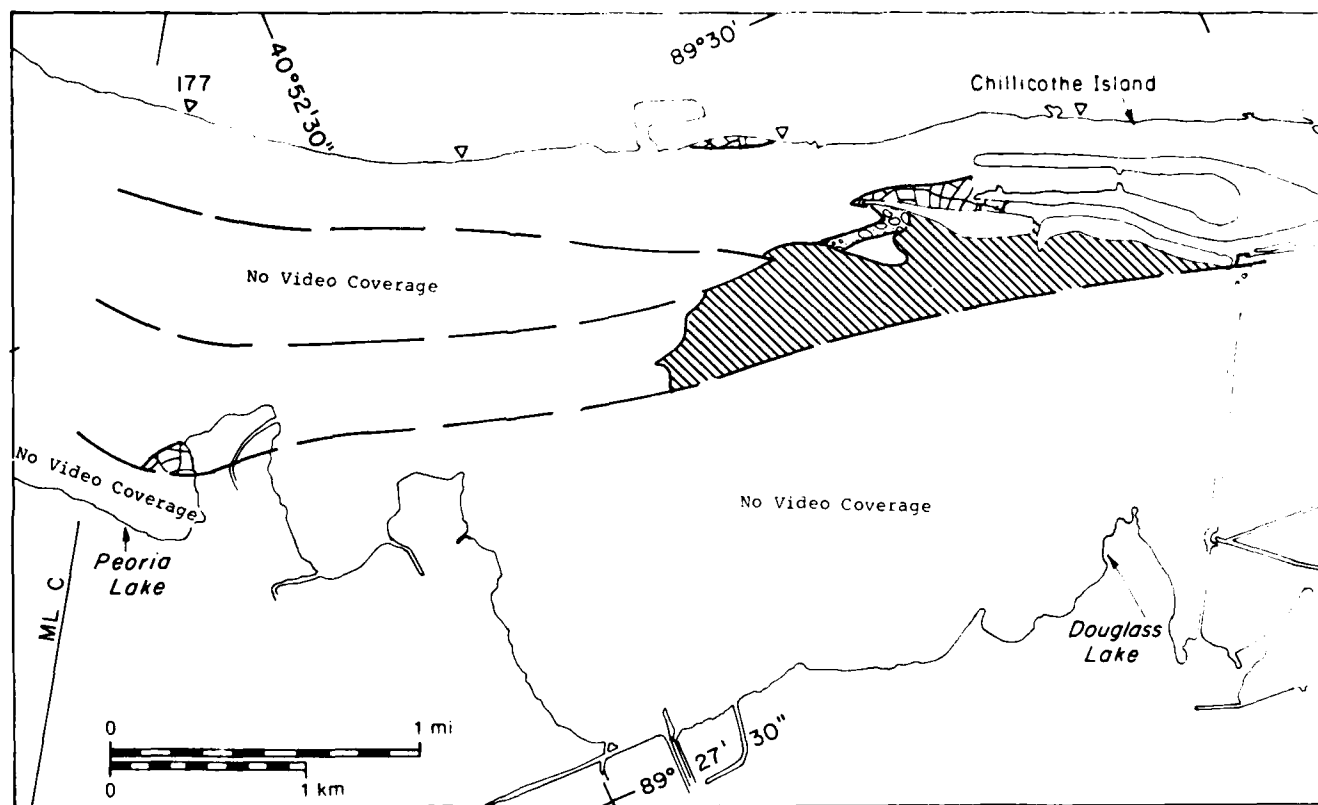 177
40°52'30"
89°30'
Chillicothe Island
No Video Coverage
No Video Coverage
Peoria
Lake
No Video Coverage
Douglass
Lake
ML C
0 1 mi
0 1 km
89° 27' 30"